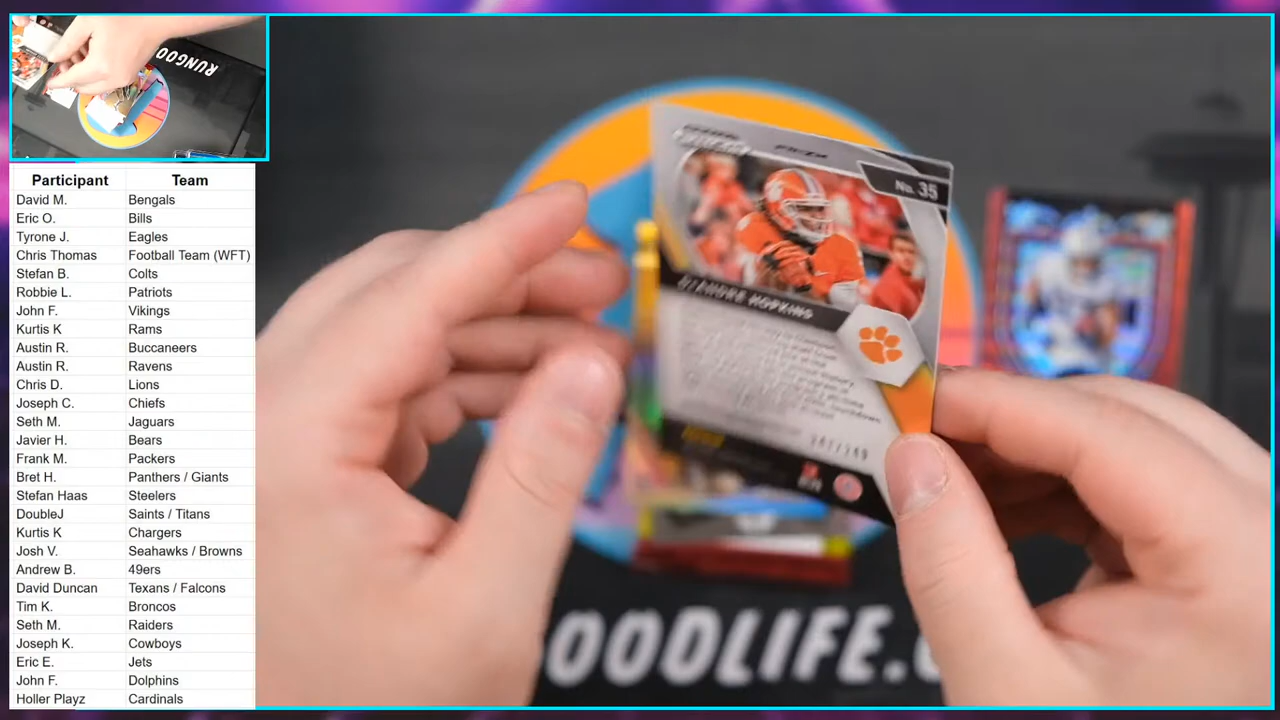 RUNGOO
Participant Team
David M. Bengals
Eric O. Bills
Tyrone J. Eagles
Chris Thomas Football Team (WFT)
Stefan B. Colts
Robbie L. Patriots
John F. Vikings
Kurtis K Rams
Austin R. Buccaneers
Austin R. Ravens
Chris D. Lions
Joseph C. Chiefs
Seth M. Jaguars
Javier H. Bears
Frank M. Packers
Bret H. Panthers / Giants
Stefan Haas Steelers
DoubleJ Saints / Titans
Kurtis K Chargers
Josh V. Seahawks / Browns
Andrew B. 49ers
David Duncan Texans / Falcons
Tim K. Broncos
Seth M. Raiders
Joseph K. Cowboys
Eric E. Jets
John F. Dolphins
Holler Playz Cardinals
PRIZM
No. 35
HOPKINS
OODLIFE.